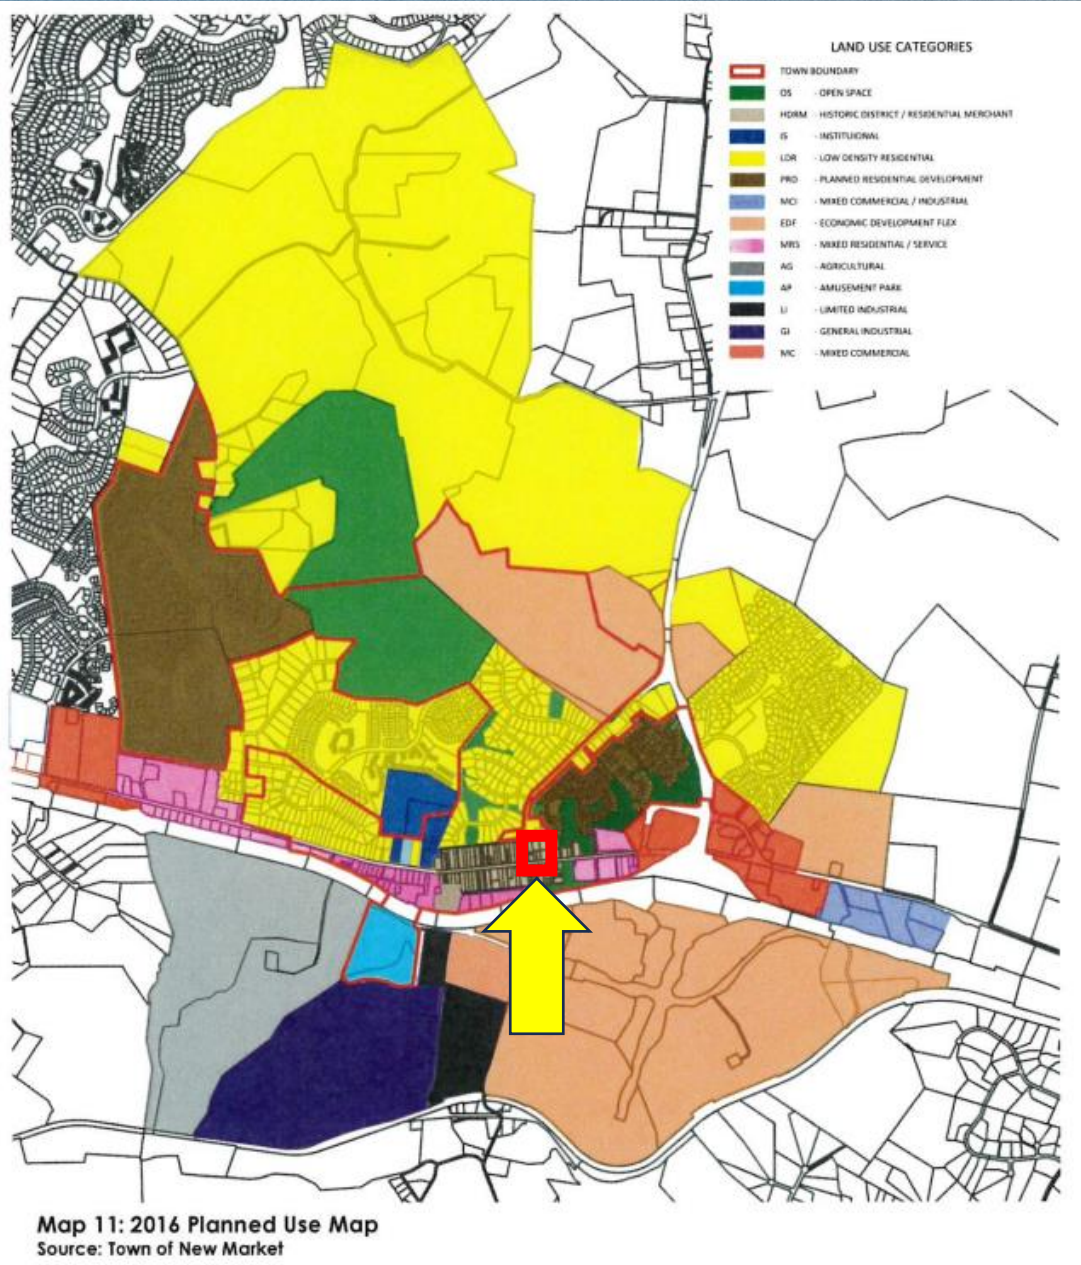 LAND USE CATEGORIES
TOWN BOUNDARY
OS - OPEN SPACE
HDRM - HISTORIC DISTRICT / RESIDENTIAL MERCHANT
IS - INSTITUIONAL
LDR - LOW DENSITY RESIDENTIAL
PRD - PLANNED RESIDENTIAL DEVELOPMENT
MCI - MIXED COMMERCIAL / INDUSTRIAL
EDF - ECONOMIC DEVELOPMENT FLEX
MRS - MIXED RESIDENTIAL / SERVICE
AG - AGRICULTURAL
AP - AMUSEMENT PARK
LI - LIMITED INDUSTRIAL
GI - GENERAL INDUSTRIAL
MC - MIXED COMMERCIAL
Map 11: 2016 Planned Use Map
Source: Town of New Market